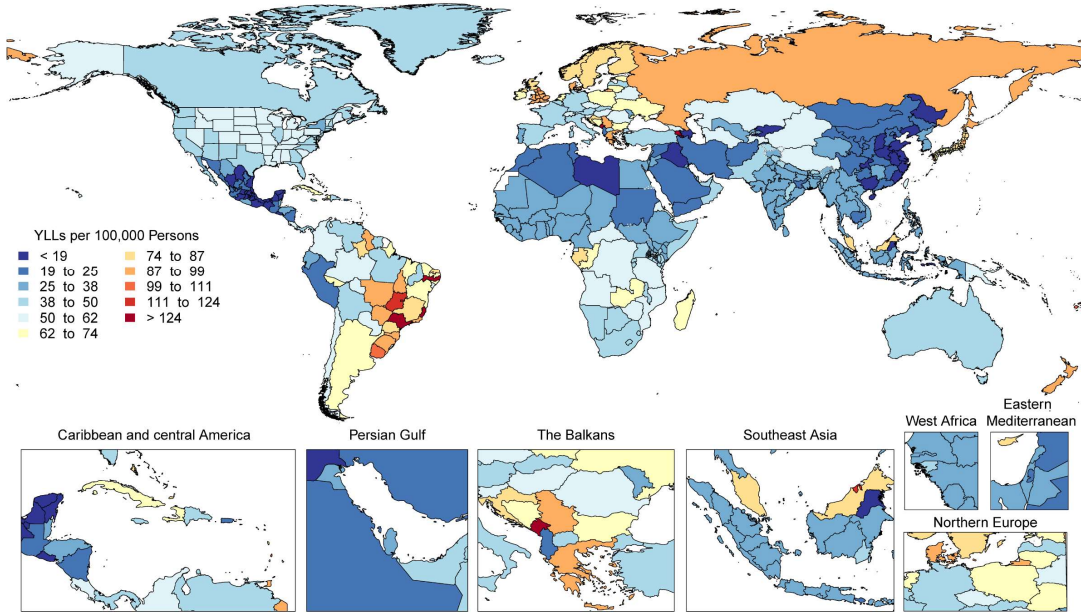 YLLs per 100,000 Persons
< 19
19 to 25
25 to 38
38 to 50
50 to 62
62 to 74
74 to 87
87 to 99
99 to 111
111 to 124
> 124
Caribbean and central America
Persian Gulf
The Balkans
Southeast Asia
West Africa
Eastern
Mediterranean
Northern Europe